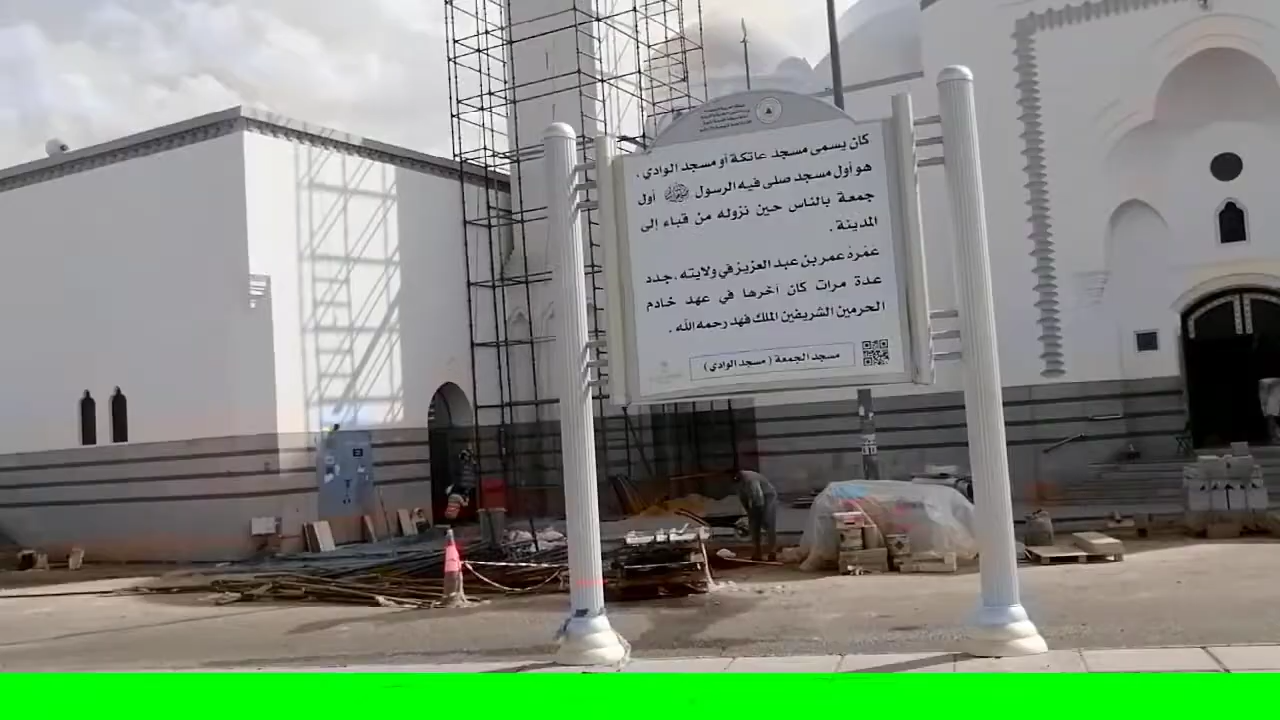 كان يسمى مسجد عاتكة أو مسجد الوادي ،
هو أول مسجد صلى فيه الرسول ﷺ أول
جمعة بالناس حين نزوله من قباء إلى
المدينة .
عَمَّرهُ عمر بن عبد العزيز في ولايته ، جدد
عدة مرات كان آخرها في عهد خادم
الحرمين الشريفين الملك فهد رحمه الله .
مسجد الجمعة ( مسجد الوادي )